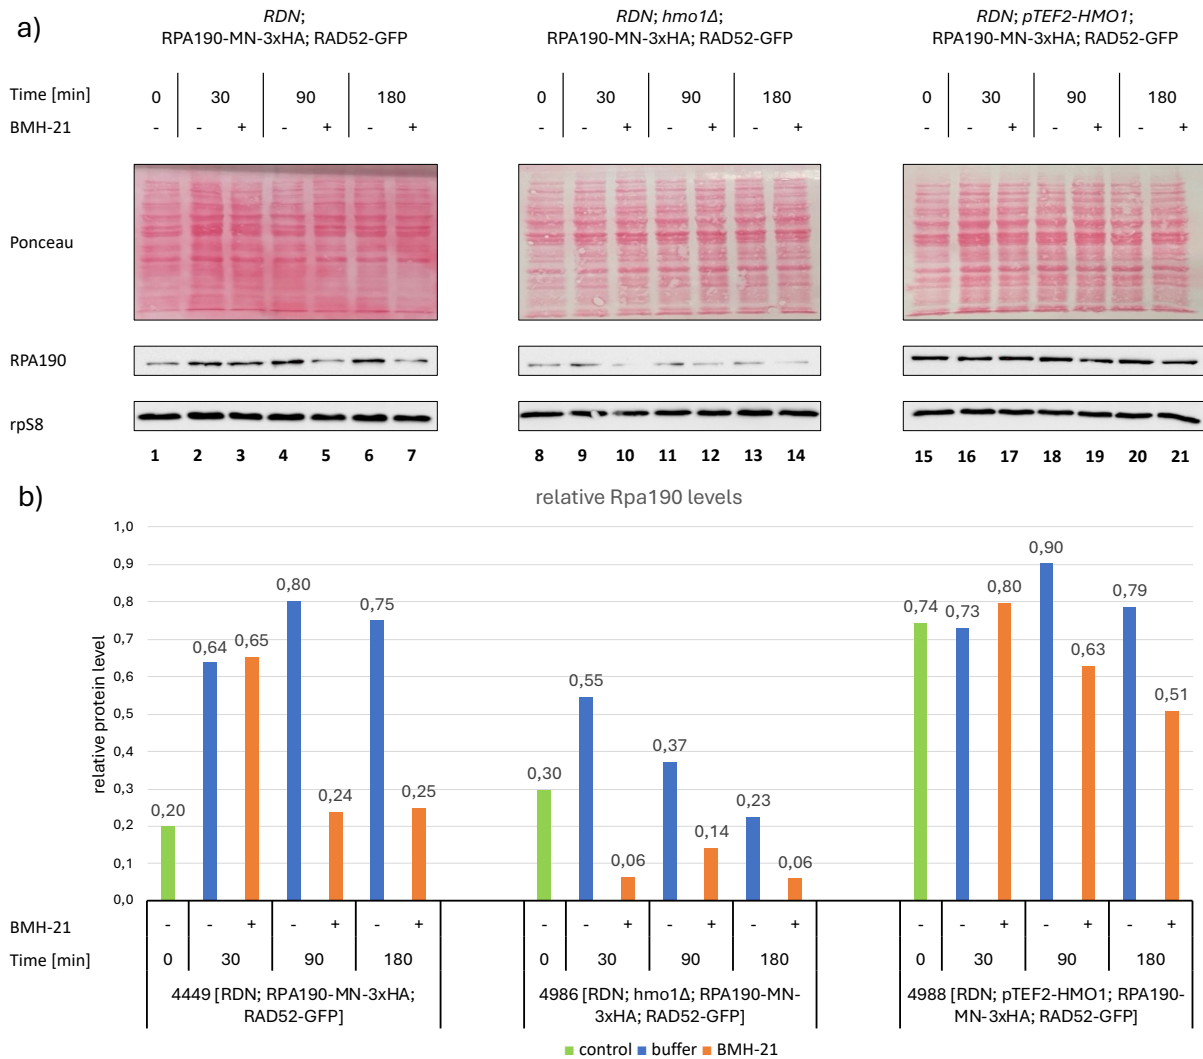 a)
RDN; RDN; hmo1Δ; RDN; pTEF2-HMO1;
RPA190-MN-3xHA; RAD52-GFP RPA190-MN-3xHA; RAD52-GFP RPA190-MN-3xHA; RAD52-GFP
Time [min] 0 30 90 180 0 30 90 180 0 30 90 180
BMH-21 - - + - + - + - - + - + - + - - + - + - +
Ponceau
RPA190
rpS8
1 2 3 4 5 6 7 8 9 10 11 12 13 14 15 16 17 18 19 20 21
b)
relative Rpa190 levels
relative protein level
1,0
0,9
0,8
0,7
0,6
0,5
0,4
0,3
0,2
0,1
0,0
0,20 0,64 0,65 0,80 0,24 0,75 0,25 0,30 0,55 0,06 0,37 0,14 0,23 0,06 0,74 0,73 0,80 0,90 0,63 0,79 0,51
BMH-21 - - + - + - + - - + - + - + - - + - + - +
Time [min] 0 30 90 180 0 30 90 180 0 30 90 180
4449 [RDN; RPA190-MN-3xHA;
RAD52-GFP]
4986 [RDN; hmo1Δ; RPA190-MN-
3xHA; RAD52-GFP]
4988 [RDN; pTEF2-HMO1; RPA190-
MN-3xHA; RAD52-GFP]
control buffer BMH-21